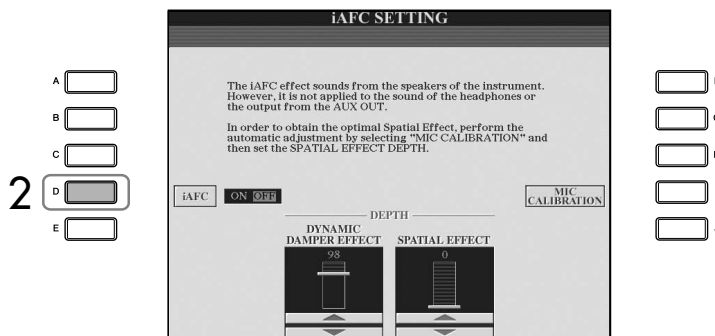 iAFC SETTING
A
B
C
2
D
E
The iAFC effect sounds from the speakers of the instrument.
However, it is not applied to the sound of the headphones or
the output from the AUX OUT.
In order to obtain the optimal Spatial Effect, perform the
automatic adjustment by selecting "MIC CALIBRATION" and
then set the SPATIAL EFFECT DEPTH.
iAFC
ON OFF
MIC
CALIBRATION
DEPTH
DYNAMIC
DAMPER EFFECT
SPATIAL EFFECT
98
0